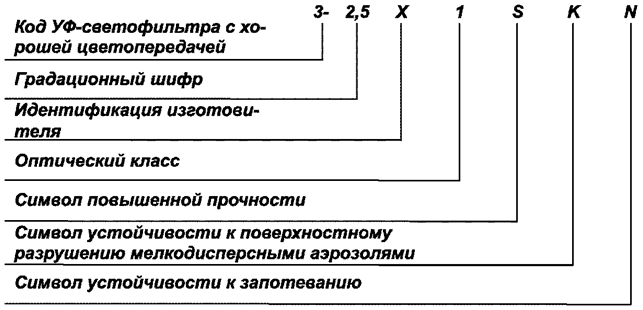 3- 2,5 X 1 S K N
Код УФ-светофильтра с хо-
рошей цветопередачей
Градационный шифр
Идентификация изготови-
теля
Оптический класс
Символ повышенной прочности
Символ устойчивости к поверхностному
разрушению мелкодисперсными аэрозолями
Символ устойчивости к запотеванию